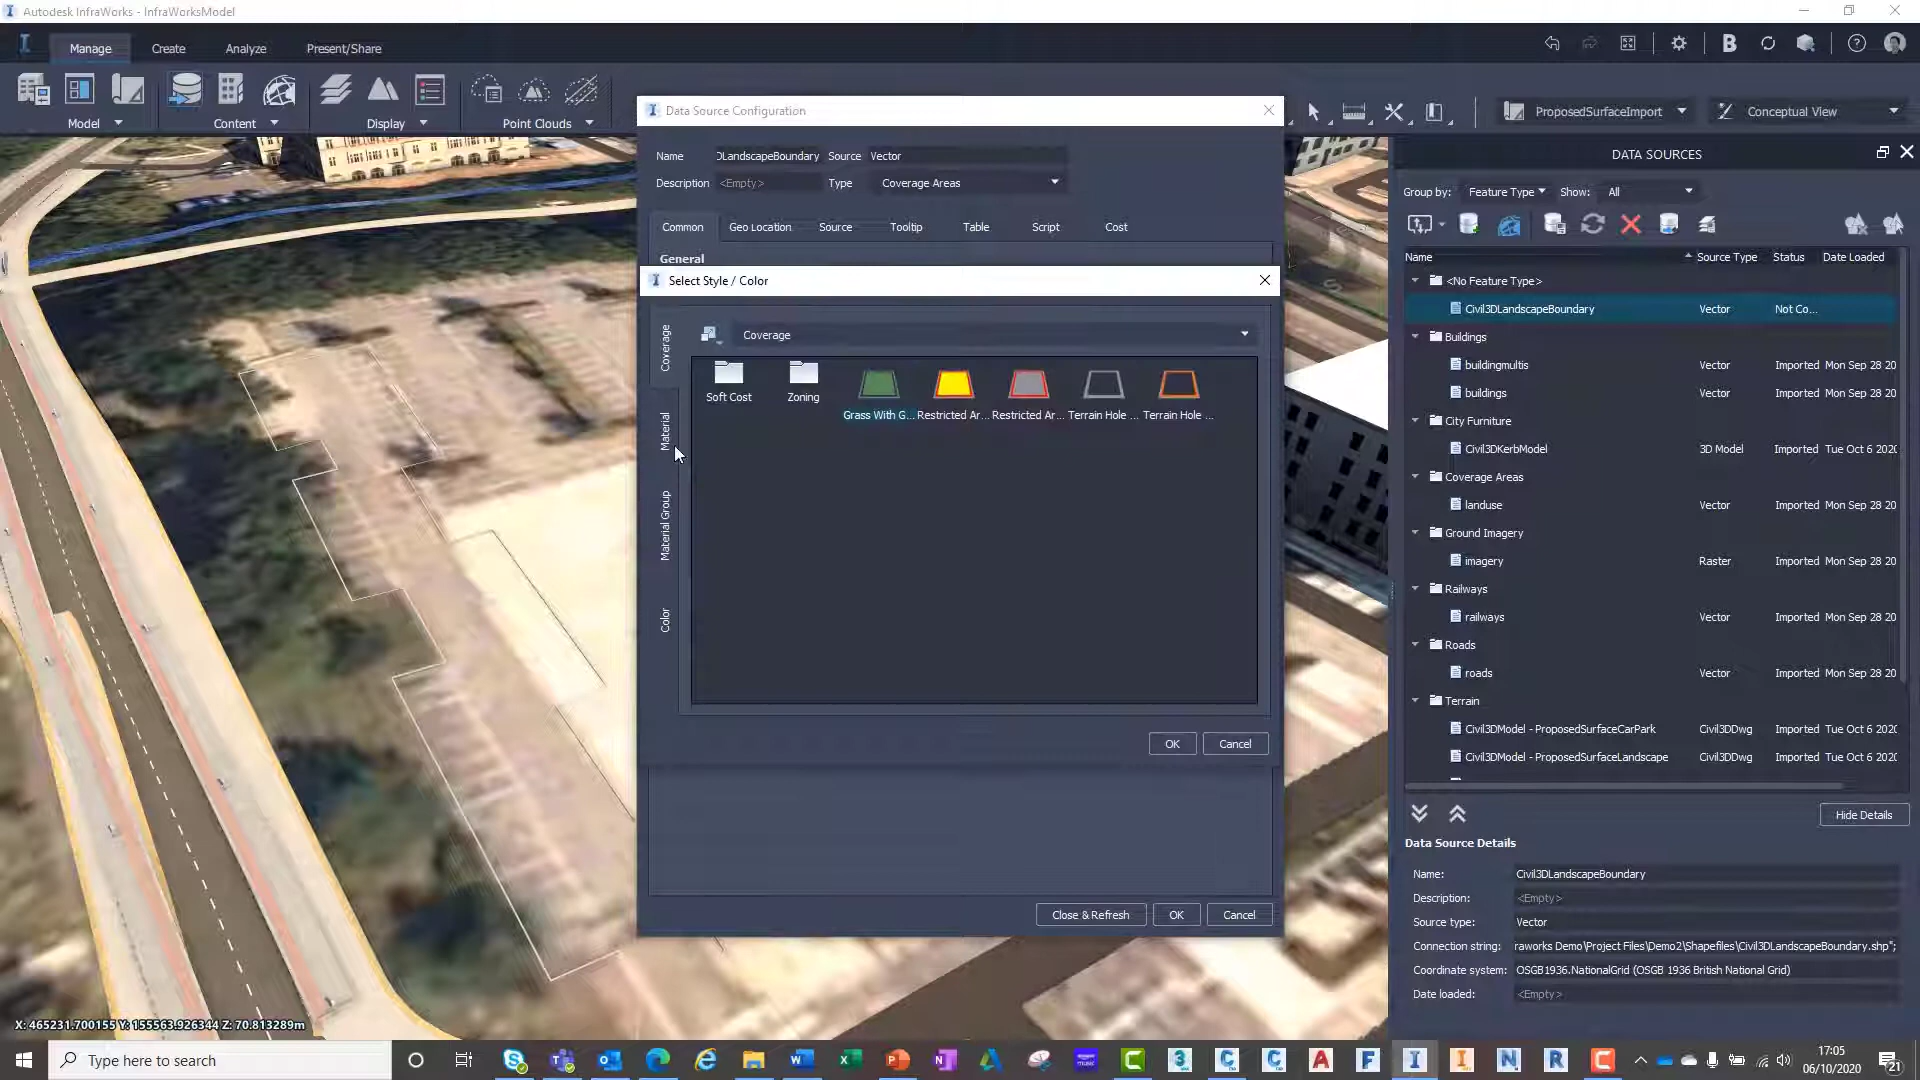 Autodesk InfraWorks - InfraWorksModel
Manage Create Analyze Present/Share
Model Content Display Point Clouds
ProposedSurfaceImport Conceptual View
Data Source Configuration
Name LandscapeBoundary Source Vector
Description <Empty> Type Coverage Areas
Common Geo Location Source Tooltip Table Script Cost
General
Select Style / Color
Coverage
Material
Material Group
Color
Coverage
Soft Cost Zoning Grass With G... Restricted Ar... Restricted Ar... Terrain Hole ... Terrain Hole ...
OK Cancel
Close & Refresh OK Cancel
DATA SOURCES
Group by: Feature Type Show: All
Name Source Type Status Date Loaded
<No Feature Type>
Civil3DLandscapeBoundary Vector Not Co...
Buildings
buildingmultis Vector Imported Mon Sep 28 20
buildings Vector Imported Mon Sep 28 20
City Furniture
Civil3DKerbModel 3D Model Imported Tue Oct 6 2020
Coverage Areas
landuse Vector Imported Mon Sep 28 20
Ground Imagery
imagery Raster Imported Mon Sep 28 20
Railways
railways Vector Imported Mon Sep 28 20
Roads
roads Vector Imported Mon Sep 28 20
Terrain
Civil3DModel - ProposedSurfaceCarPark Civil3DDwg Imported Tue Oct 6 2020
Civil3DModel - ProposedSurfaceLandscape Civil3DDwg Imported Tue Oct 6 2020
Hide Details
Data Source Details
Name: Civil3DLandscapeBoundary
Description: <Empty>
Source type: Vector
Connection string: raworks Demo\Project Files\Demo2\Shapefiles\Civil3DLandscapeBoundary.shp";
Coordinate system: OSGB1936.NationalGrid (OSGB 1936 British National Grid)
Date loaded: <Empty>
X: 465231.700155 Y: 155563.926344 Z: 70.813289m
Type here to search
17:05
06/10/2020
21